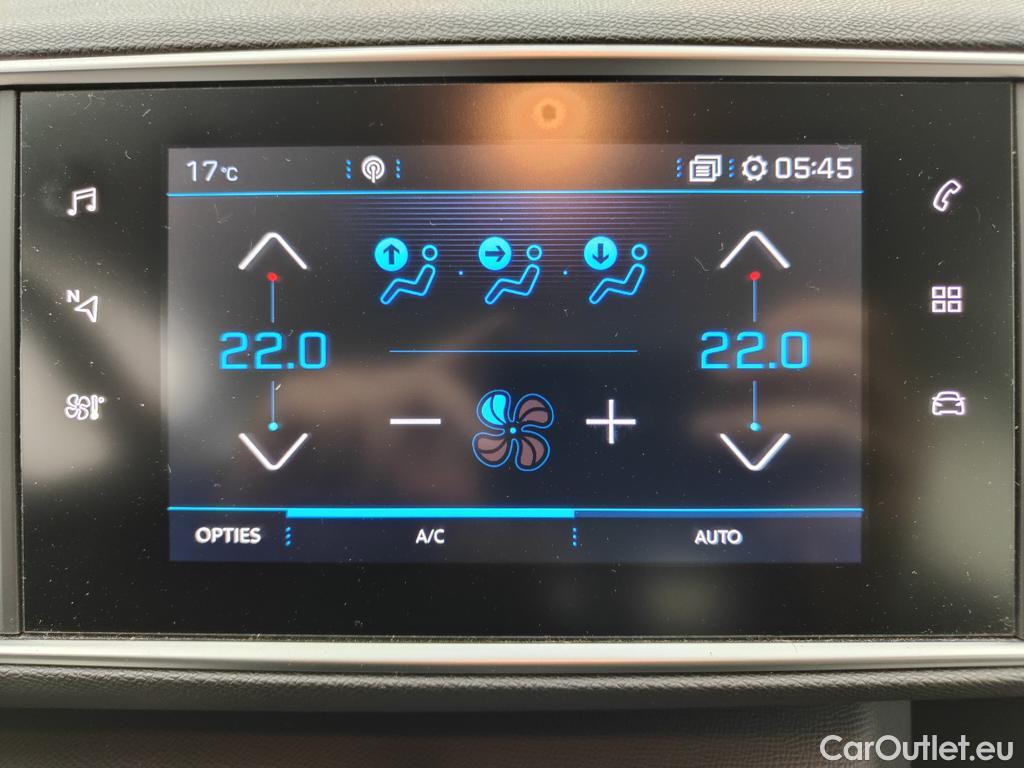 17°C
05:45
N
22.0
22.0
OPTIES
A/C
AUTO
CarOutlet.eu